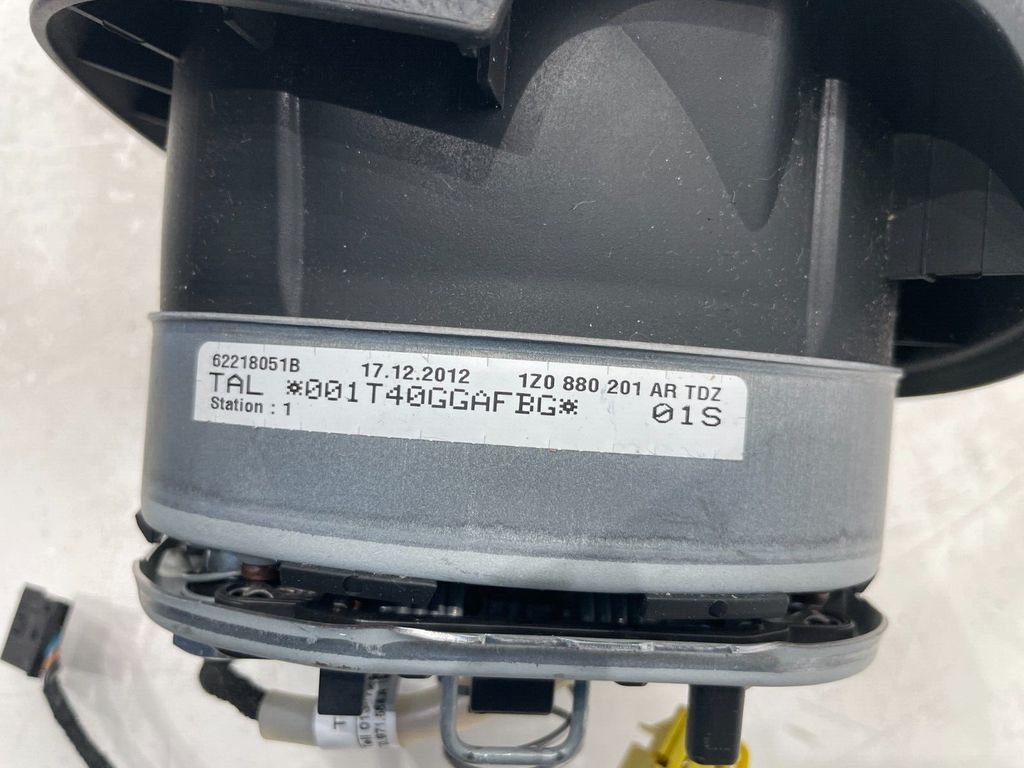 62218051B 17.12.2012 1Z0 880 201 AR TDZ
TAL *001T40GGAFBG* 01S
Station : 1